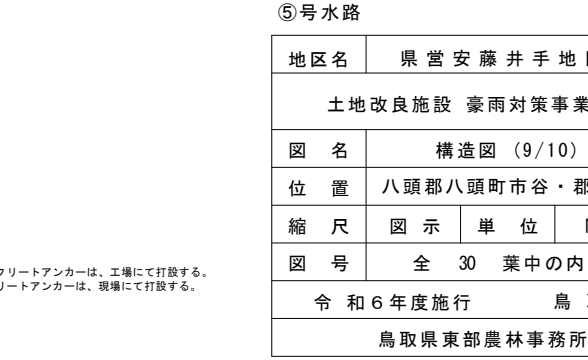 ⑤号水路
地区名 県営安藤井手地
土地改良施設 豪雨対策事業
図 名 構造図 (9/10)
位 置 八頭郡八頭町市谷・郡
縮 尺 図 示 単 位
図 号 全 30 葉中の内
クリートアンカーは、工場にて打設する。
リートアンカーは、現場にて打設する。
令和6年度施行 鳥
鳥取県東部農林事務所